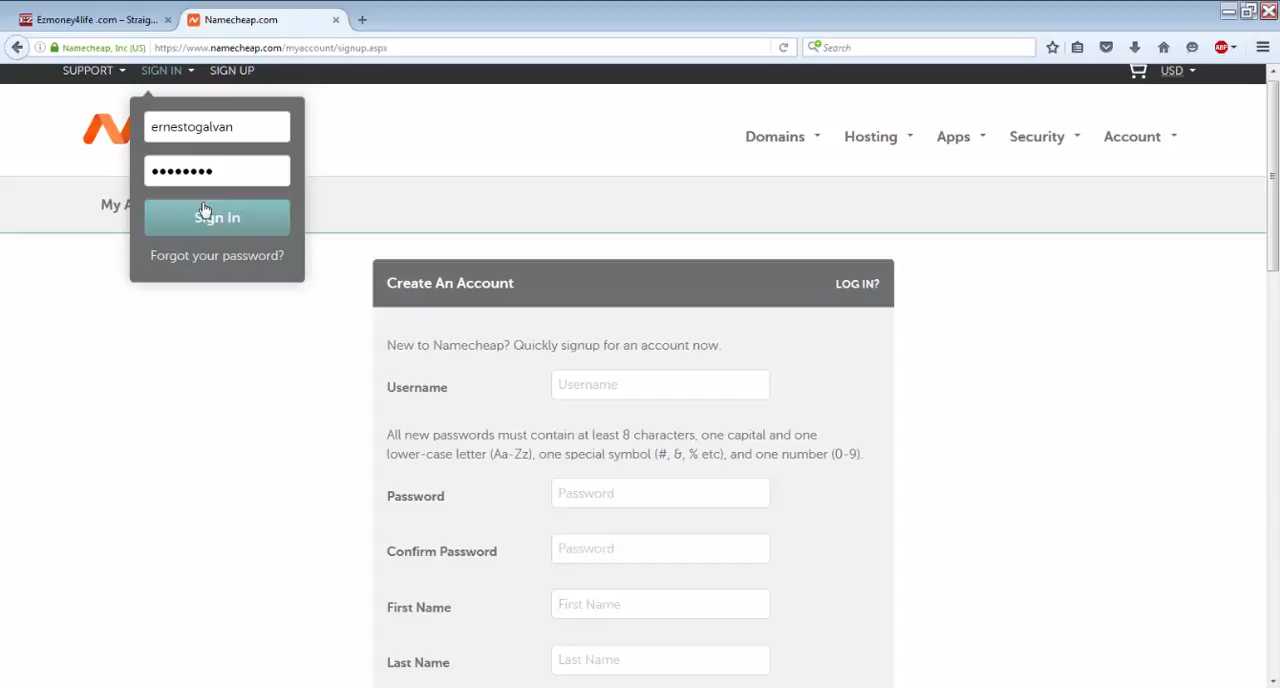 Ezmoney4life .com – Straig...
Namecheap.com
Namecheap, Inc (US)
https://www.namecheap.com/myaccount/signup.aspx
Search
ABP
SUPPORT
SIGN IN
SIGN UP
USD
ernestogalvan
••••••••
Sign In
Forgot your password?
Domains
Hosting
Apps
Security
Account
My A
Create An Account
LOG IN?
New to Namecheap? Quickly signup for an account now.
Username
Username
All new passwords must contain at least 8 characters, one capital and one
lower-case letter (Aa-Zz), one special symbol (#, &, % etc), and one number (0-9).
Password
Password
Confirm Password
Password
First Name
First Name
Last Name
Last Name